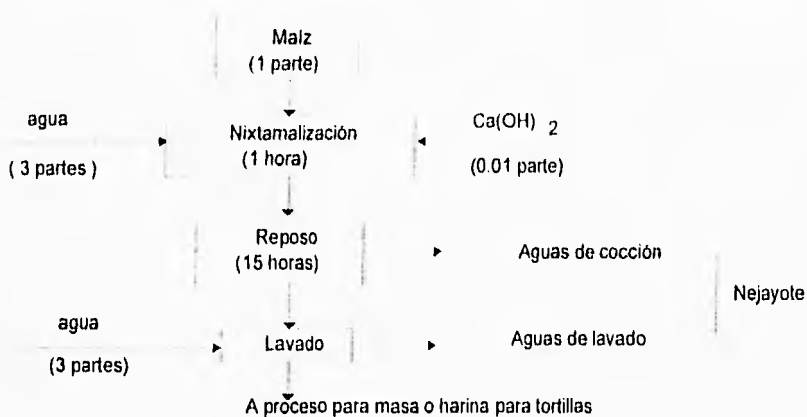 Maíz
(1 parte)
agua
(3 partes)
Nixtamalización
(1 hora)
Ca(OH) 2
(0.01 parte)
Reposo
(15 horas)
Aguas de cocción
Nejayote
agua
(3 partes)
Lavado
Aguas de lavado
A proceso para masa o harina para tortillas